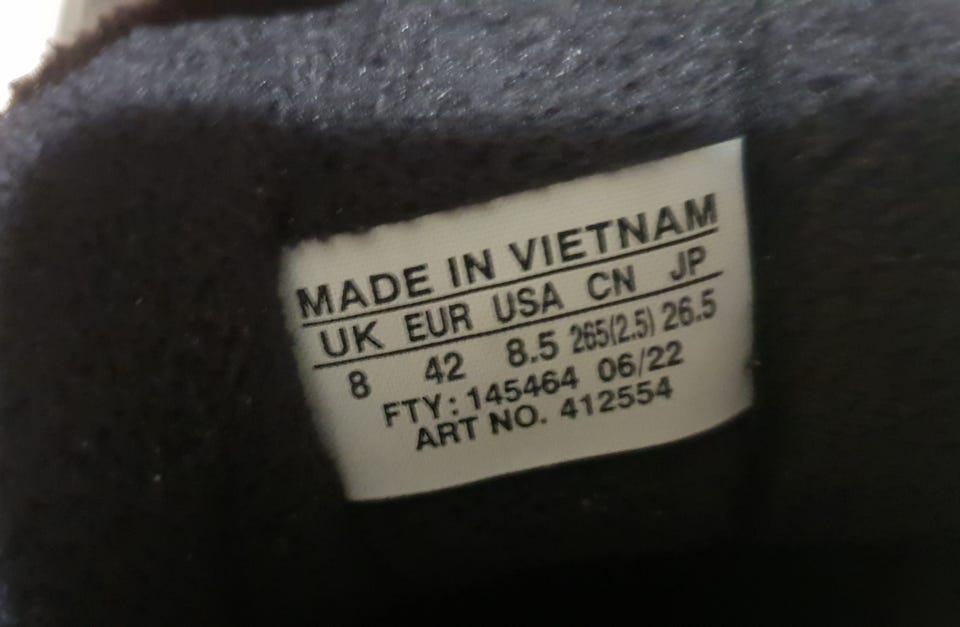 MADE IN VIETNAM
UK EUR USA CN JP
8 42 8.5 265(2.5) 26.5
FTY: 145464 06/22
ART NO. 412554